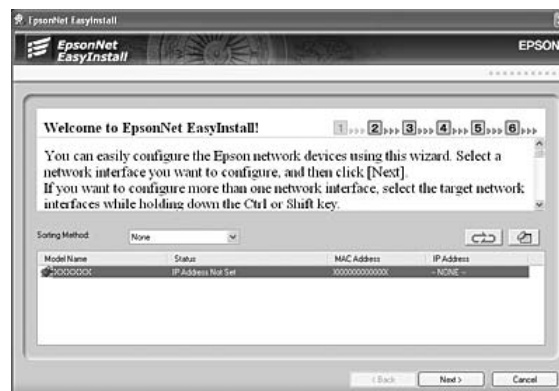 EpsonNet EasyInstall
EpsonNet
EasyInstall
EPSON
Welcome to EpsonNet EasyInstall!
1 2 3 4 5 6
You can easily configure the Epson network devices using this wizard. Select a
network interface you want to configure, and then click [Next].
If you want to configure more than one network interface, select the target network
interfaces while holding down the Ctrl or Shift key.
Sorting Method: None
Model Name Status MAC Address IP Address
XXXXXXX IP Address Not Set XXXXXXXXXXXX -- NONE --
< Back Next > Cancel